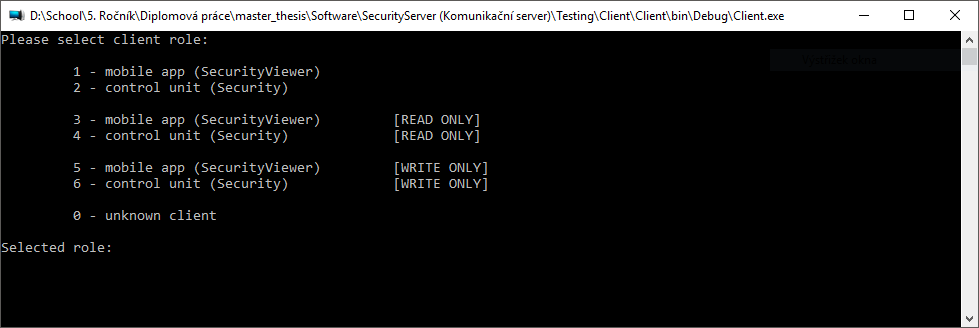 D:\School\5. Ročník\Diplomová práce\master_thesis\Software\SecurityServer (Komunikační server)\Testing\Client\Client\bin\Debug\Client.exe
Please select client role:
1 - mobile app (SecurityViewer)
2 - control unit (Security)
3 - mobile app (SecurityViewer) [READ ONLY]
4 - control unit (Security) [READ ONLY]
5 - mobile app (SecurityViewer) [WRITE ONLY]
6 - control unit (Security) [WRITE ONLY]
0 - unknown client
Selected role: